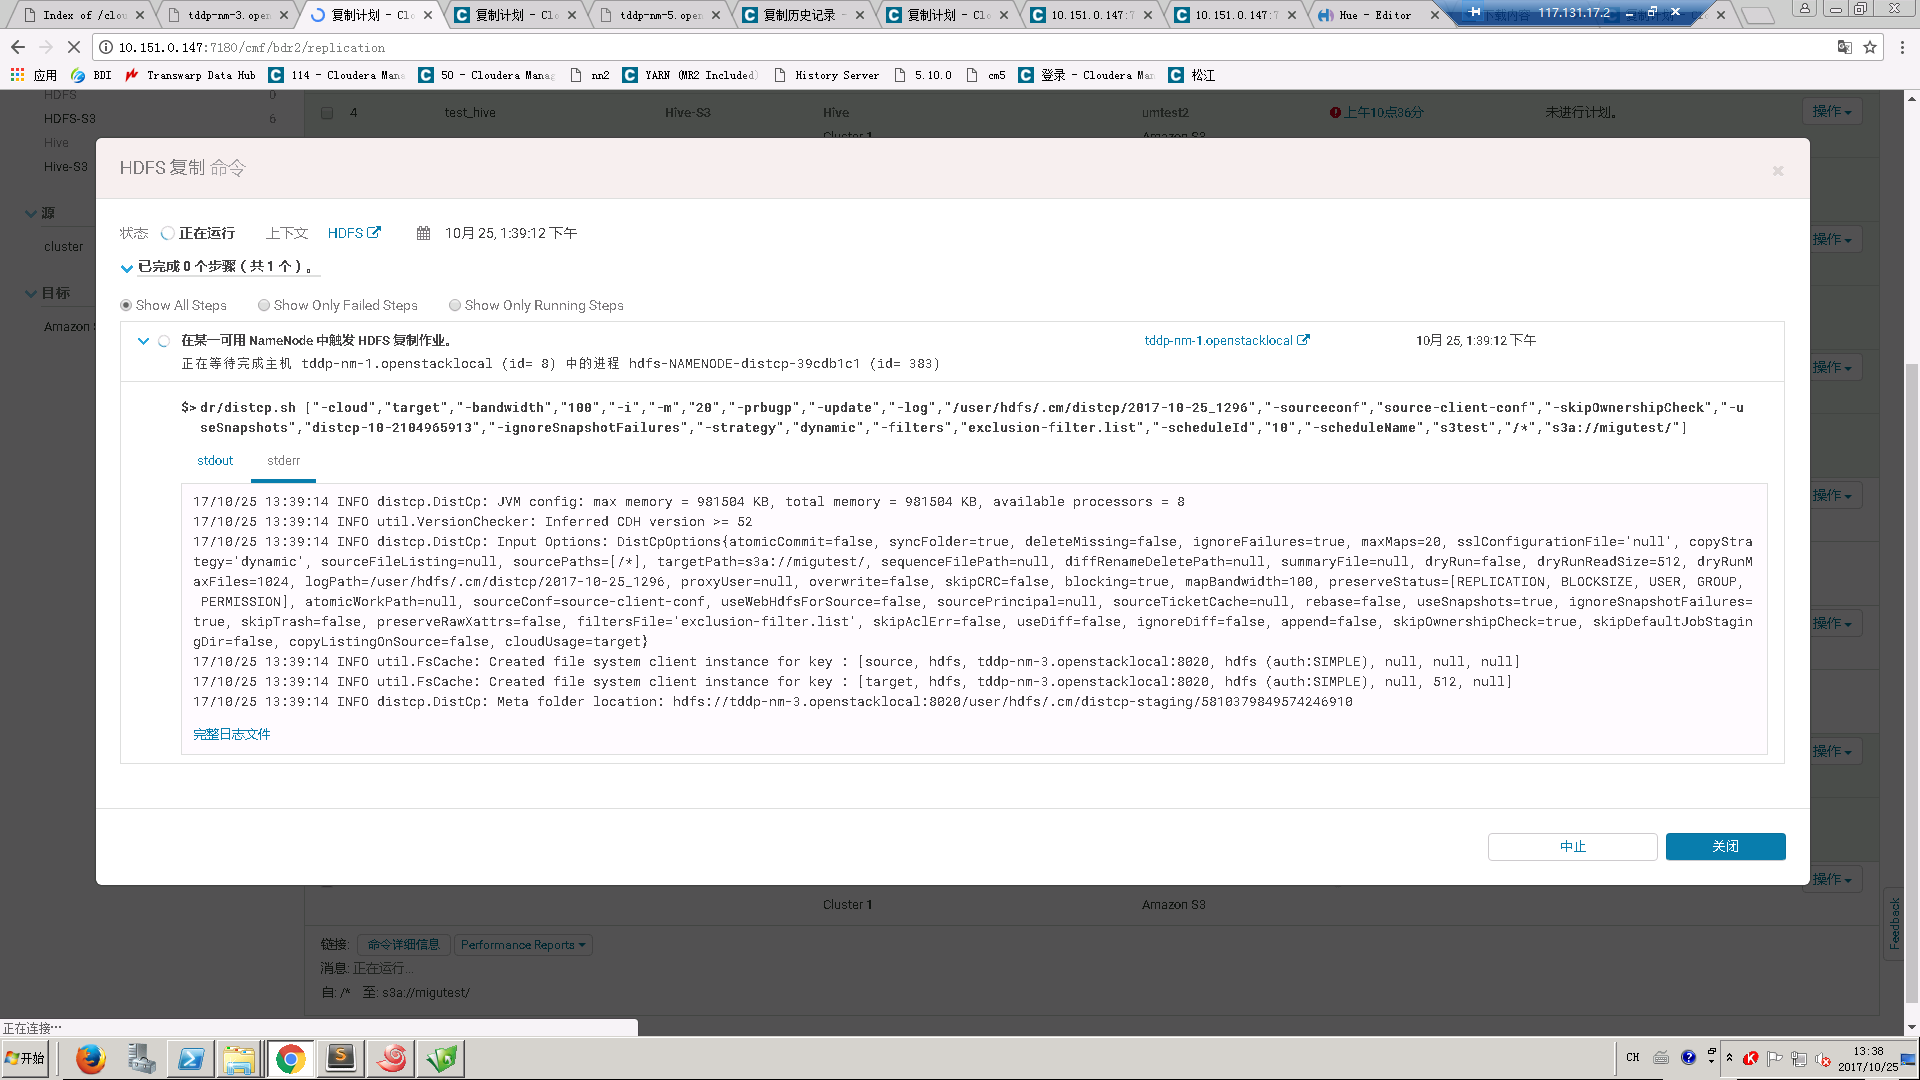 Index of /clou
tddp-nm-3.open
复制计划 - Clo
复制计划 - Clo
tddp-nm-5.open
复制历史记录 -
复制计划 - Clo
10.151.0.147:7
10.151.0.147:7
Hue - Editor
117.131.17.2
10.151.0.147:7180/cmf/bdr2/replication
应用
BDI
Transwarp Data Hub
114 - Cloudera Mana
50 - Cloudera Manag
nn2
YARN (MR2 Included)
History Server
5.10.0
cm5
登录 - Cloudera Man
松江
HDFS 0
HDFS-S3 6
Hive
Hive-S3
源
cluster
目标
Amazon S
4 test_hive Hive-S3 Hive umtest2 上午10点36分 未进行计划。 操作
Cluster 1 Amazon S3
HDFS 复制 命令
×
状态 正在运行 上下文 HDFS 10月 25, 1:39:12 下午
已完成 0 个步骤（共 1 个）。
Show All Steps Show Only Failed Steps Show Only Running Steps
在某一可用 NameNode 中触发 HDFS 复制作业。 tddp-nm-1.openstacklocal 10月 25, 1:39:12 下午
正在等待完成主机 tddp-nm-1.openstacklocal (id= 8) 中的进程 hdfs-NAMENODE-distcp-39cdb1c1 (id= 383)
$> dr/distcp.sh ["-cloud","target","-bandwidth","100","-i","-m","20","-prbugp","-update","-log","/user/hdfs/.cm/distcp/2017-10-25_1296","-sourceconf","source-client-conf","-skipOwnershipCheck","-u
seSnapshots","distcp-10-2104965913","-ignoreSnapshotFailures","-strategy","dynamic","-filters","exclusion-filter.list","-scheduleId","10","-scheduleName","s3test","/*","s3a://migutest/"]
stdout stderr
17/10/25 13:39:14 INFO distcp.DistCp: JVM config: max memory = 981504 KB, total memory = 981504 KB, available processors = 8
17/10/25 13:39:14 INFO util.VersionChecker: Inferred CDH version >= 52
17/10/25 13:39:14 INFO distcp.DistCp: Input Options: DistCpOptions{atomicCommit=false, syncFolder=true, deleteMissing=false, ignoreFailures=true, maxMaps=20, sslConfigurationFile='null', copyStra
tegy='dynamic', sourceFileListing=null, sourcePaths=[/*], targetPath=s3a://migutest/, sequenceFilePath=null, diffRenameDeletePath=null, summaryFile=null, dryRun=false, dryRunReadSize=512, dryRunM
axFiles=1024, logPath=/user/hdfs/.cm/distcp/2017-10-25_1296, proxyUser=null, overwrite=false, skipCRC=false, blocking=true, mapBandwidth=100, preserveStatus=[REPLICATION, BLOCKSIZE, USER, GROUP,
PERMISSION], atomicWorkPath=null, sourceConf=source-client-conf, useWebHdfsForSource=false, sourcePrincipal=null, sourceTicketCache=null, rebase=false, useSnapshots=true, ignoreSnapshotFailures=
true, skipTrash=false, preserveRawXattrs=false, filtersFile='exclusion-filter.list', skipAclErr=false, useDiff=false, ignoreDiff=false, append=false, skipOwnershipCheck=true, skipDefaultJobStagin
gDir=false, copyListingOnSource=false, cloudUsage=target}
17/10/25 13:39:14 INFO util.FsCache: Created file system client instance for key : [source, hdfs, tddp-nm-3.openstacklocal:8020, hdfs (auth:SIMPLE), null, null, null]
17/10/25 13:39:14 INFO util.FsCache: Created file system client instance for key : [target, hdfs, tddp-nm-3.openstacklocal:8020, hdfs (auth:SIMPLE), null, 512, null]
17/10/25 13:39:14 INFO distcp.DistCp: Meta folder location: hdfs://tddp-nm-3.openstacklocal:8020/user/hdfs/.cm/distcp-staging/5810379849574246910
完整日志文件
中止
关闭
操作
操作
操作
操作
操作
操作
Cluster 1 Amazon S3
链接: 命令详细信息 Performance Reports
消息: 正在运行...
自: /* 至: s3a://migutest/
Feedback
正在连接…
开始
CH
13:38
2017/10/25